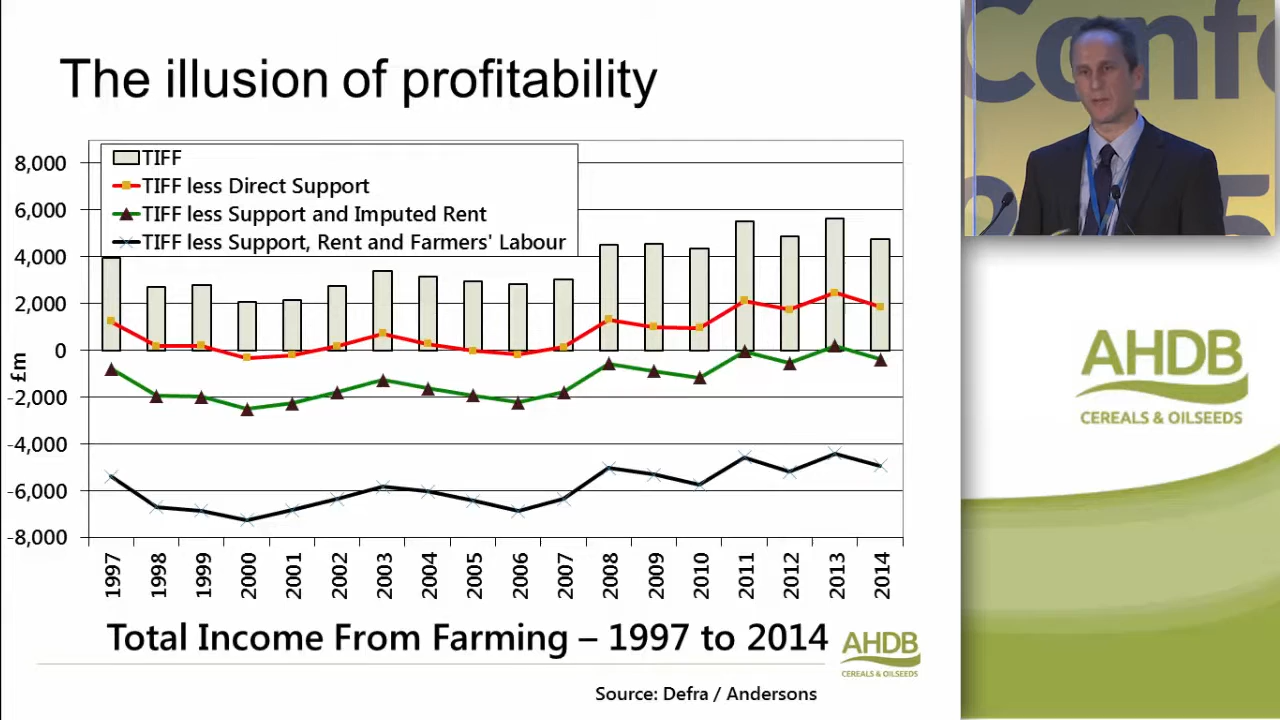 The illusion of profitability
TIFF
TIFF less Direct Support
TIFF less Support and Imputed Rent
TIFF less Support, Rent and Farmers' Labour
8,000
6,000
4,000
2,000
0
-2,000
-4,000
-6,000
-8,000
£m
1997 1998 1999 2000 2001 2002 2003 2004 2005 2006 2007 2008 2009 2010 2011 2012 2013 2014
Total Income From Farming – 1997 to 2014
AHDB
CEREALS & OILSEEDS
Source: Defra / Andersons
Confe
AHDB
CEREALS & OILSEEDS